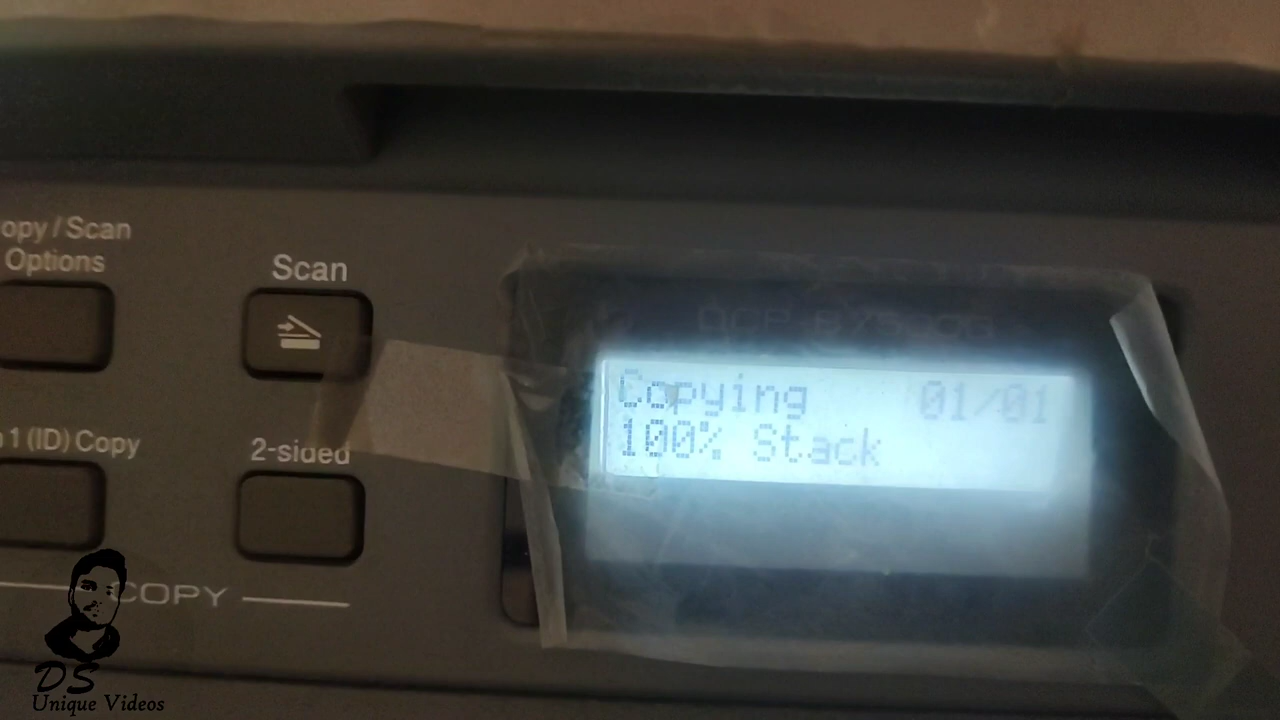 opy / Scan
Options
Scan
1 (ID) Copy
2-sided
COPY
Copying 01/01
100% Stack
DS
Unique Videos